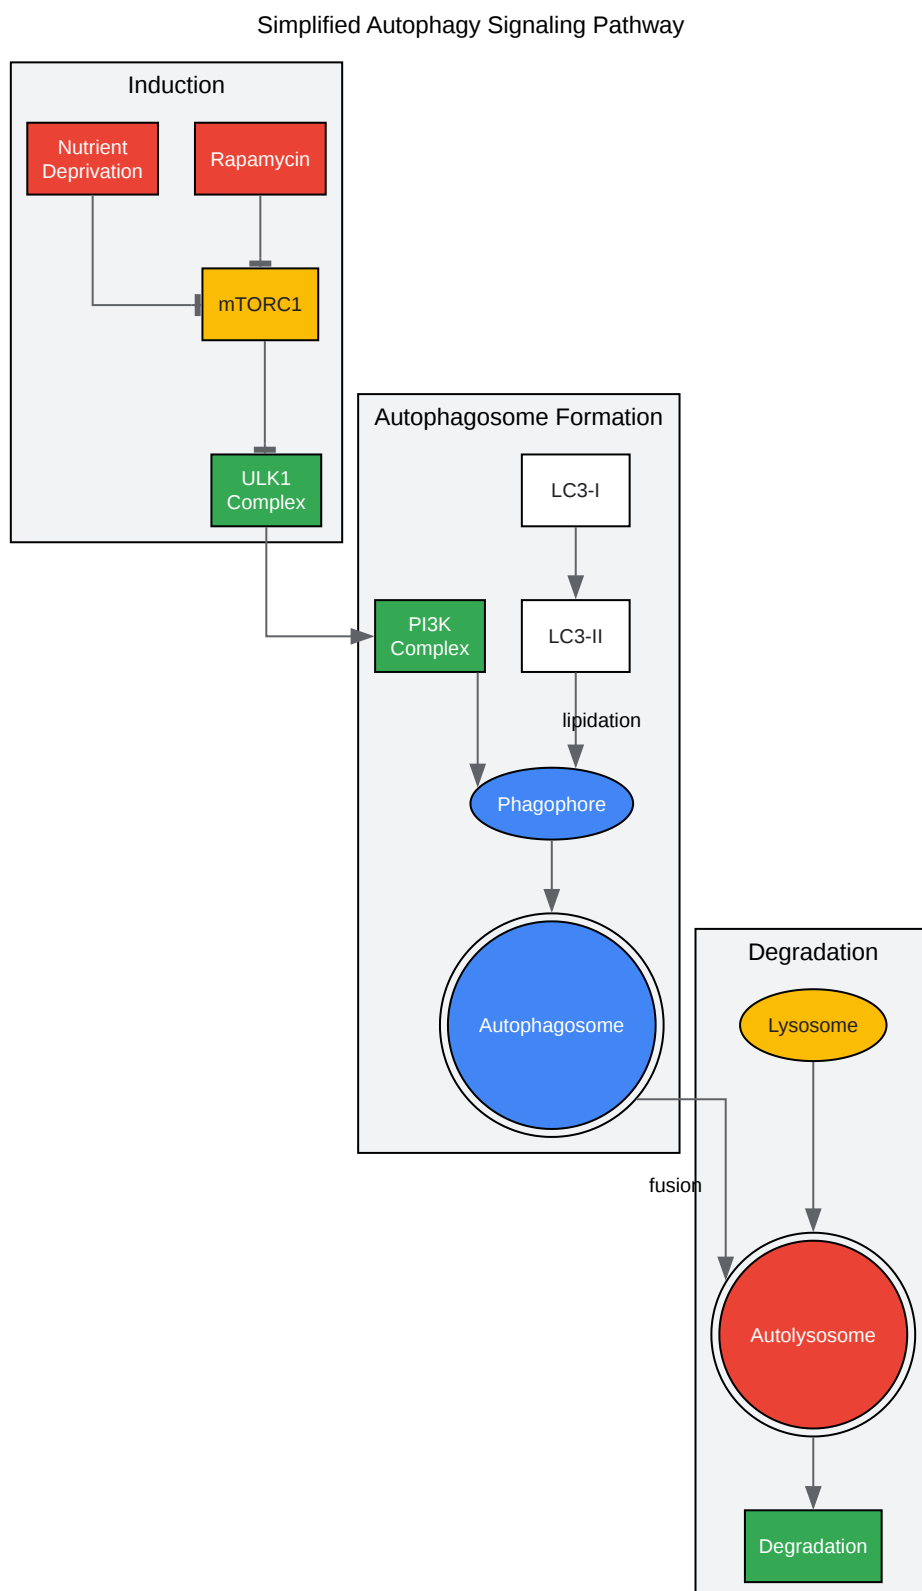 Simplified Autophagy Signaling Pathway
Induction
Nutrient
Deprivation
Rapamycin
mTORC1
ULK1
Complex
Autophagosome Formation
LC3-I
PI3K
Complex
LC3-II
lipidation
Phagophore
Autophagosome
fusion
Degradation
Lysosome
Autolysosome
Degradation